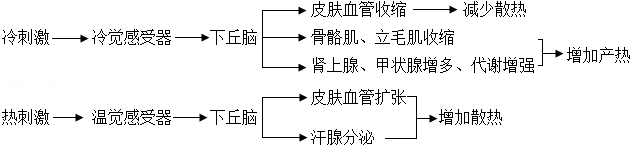 皮肤血管收缩 减少散热
冷刺激 冷觉感受器 下丘脑 骨骼肌、立毛肌收缩
增加产热
肾上腺、甲状腺增多、代谢增强
皮肤血管扩张
热刺激 温觉感受器 下丘脑 增加散热
汗腺分泌